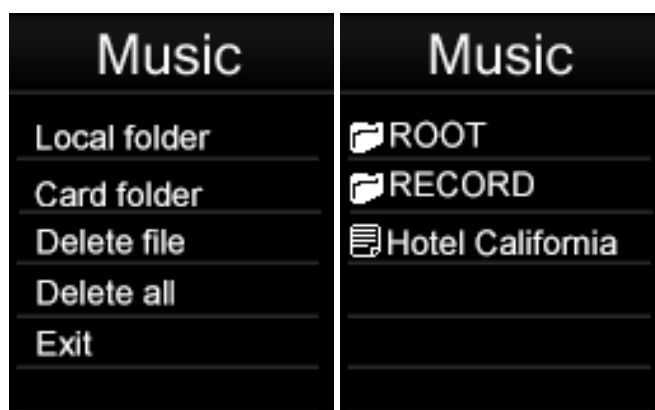 Music
Local folder
Card folder
Delete file
Delete all
Exit
Music
ROOT
RECORD
Hotel California